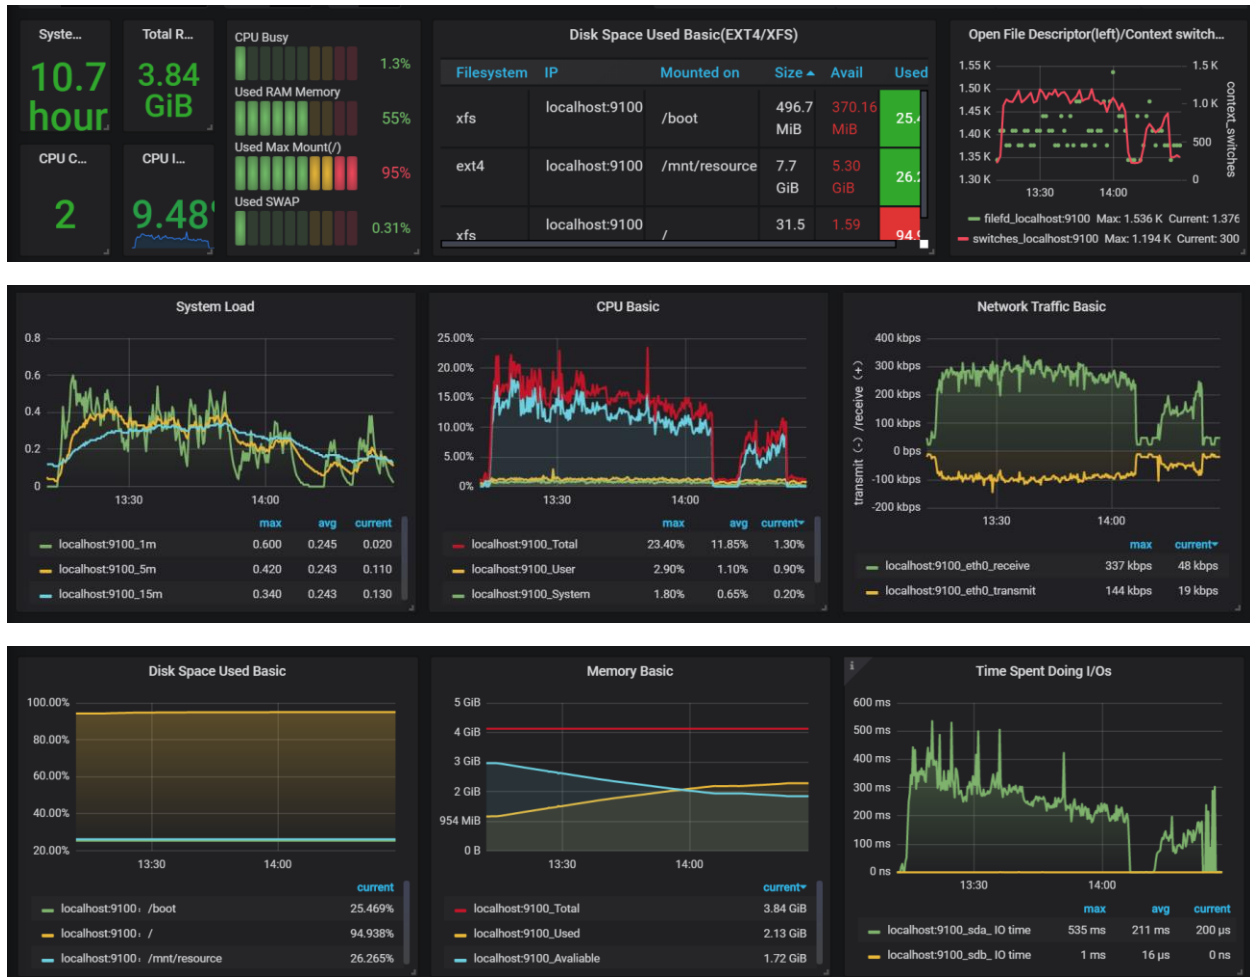 Syste...
10.7
hour
Total R...
3.84
GiB
CPU C...
2
CPU I...
9.48
CPU Busy
1.3%
Used RAM Memory
55%
Used Max Mount(/)
95%
Used SWAP
0.31%
Disk Space Used Basic(EXT4/XFS)
Filesystem IP Mounted on Size Avail Used
xfs localhost:9100 /boot 496.7 MiB 370.16 MiB 25.4
ext4 localhost:9100 /mnt/resource 7.7 GiB 5.30 GiB 26.2
xfs localhost:9100 / 31.5 1.59 94.9
Open File Descriptor(left)/Context switch...
1.55 K
1.50 K
1.45 K
1.40 K
1.35 K
1.30 K
1.5 K
1.0 K
500
0
context_switches
13:30 14:00
filefd_localhost:9100 Max: 1.536 K Current: 1.376
switches_localhost:9100 Max: 1.194 K Current: 300
System Load
0.8
0.6
0.4
0.2
0
13:30 14:00
max avg current
localhost:9100_1m 0.600 0.245 0.020
localhost:9100_5m 0.420 0.243 0.110
localhost:9100_15m 0.340 0.243 0.130
CPU Basic
25.00%
20.00%
15.00%
10.00%
5.00%
0%
13:30 14:00
max avg current
localhost:9100_Total 23.40% 11.85% 1.30%
localhost:9100_User 2.90% 1.10% 0.90%
localhost:9100_System 1.80% 0.65% 0.20%
Network Traffic Basic
transmit (-) /receive (+)
400 kbps
300 kbps
200 kbps
100 kbps
0 bps
-100 kbps
-200 kbps
13:30 14:00
max current
localhost:9100_eth0_receive 337 kbps 48 kbps
localhost:9100_eth0_transmit 144 kbps 19 kbps
Disk Space Used Basic
100.00%
80.00%
60.00%
40.00%
20.00%
13:30 14:00
current
localhost:9100: /boot 25.469%
localhost:9100: / 94.938%
localhost:9100: /mnt/resource 26.265%
Memory Basic
5 GiB
4 GiB
3 GiB
2 GiB
954 MiB
0 B
13:30 14:00
current
localhost:9100_Total 3.84 GiB
localhost:9100_Used 2.13 GiB
localhost:9100_Avaliable 1.72 GiB
i
Time Spent Doing I/Os
600 ms
500 ms
400 ms
300 ms
200 ms
100 ms
0 ns
13:30 14:00
max avg current
localhost:9100_sda_ IO time 535 ms 211 ms 200 µs
localhost:9100_sdb_ IO time 1 ms 16 µs 0 ns